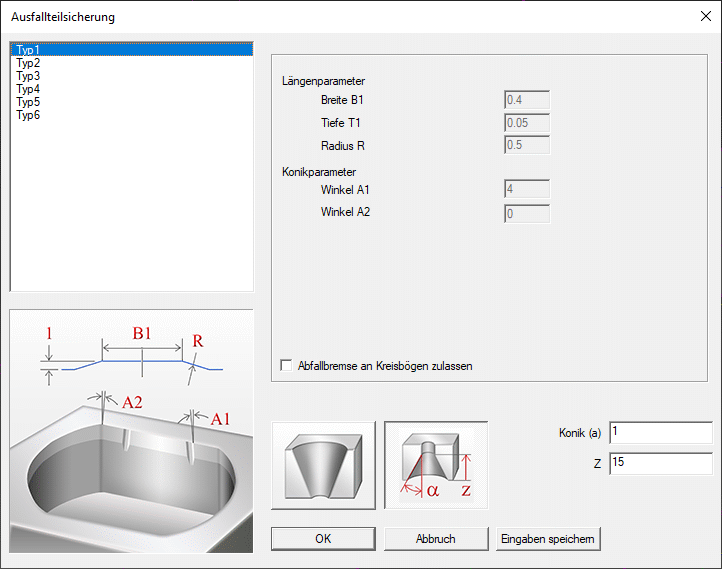 Ausfallteilsicherung
Typ1
Typ2
Typ3
Typ4
Typ5
Typ6
Längenparameter
Breite B1 0.4
Tiefe T1 0.05
Radius R 0.5
Konikparameter
Winkel A1 4
Winkel A2 0
Abfallbremse an Kreisbögen zulassen
1 B1 R
A2 A1
α z
Konik (a) 1
Z 15
OK Abbruch Eingaben speichern